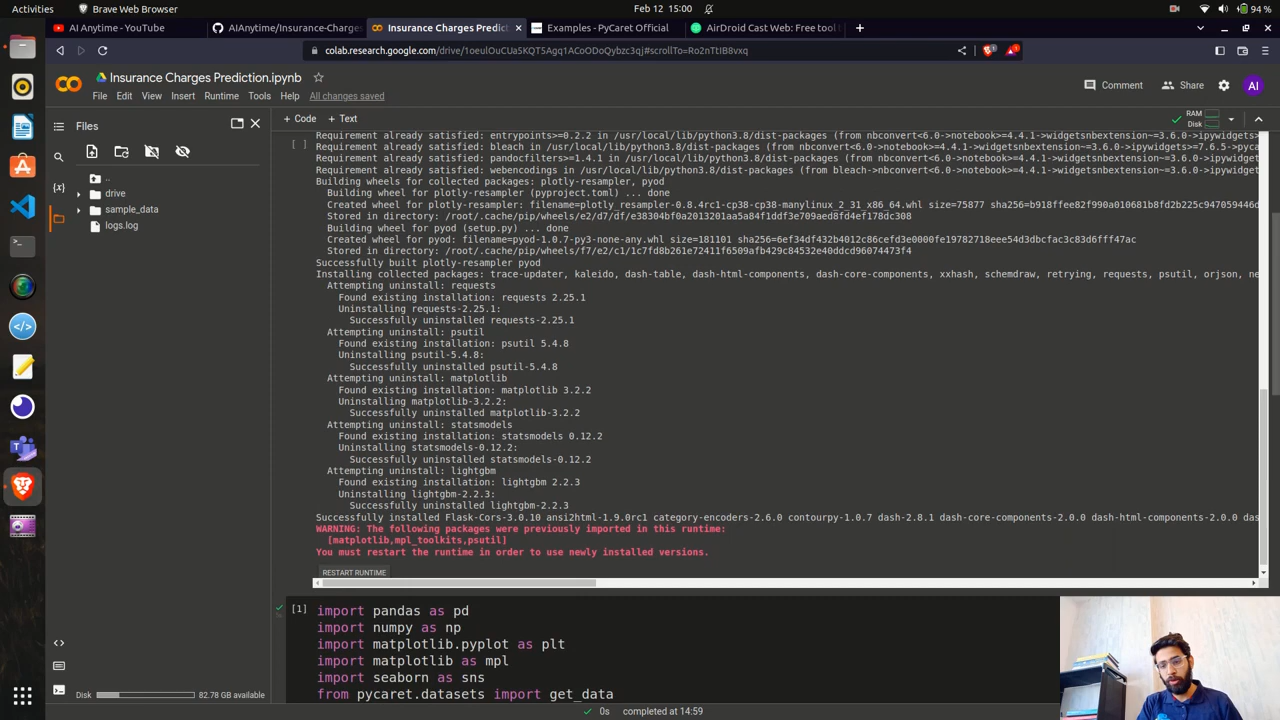 Activities
Brave Web Browser
Feb 12 15:00
94 %
AI Anytime - YouTube
AIAnytime/Insurance-Charges
Insurance Charges Predict
Examples - PyCaret Official
AirDroid Cast Web: Free tool
colab.research.google.com/drive/1oeulOuCUa5KQT5Agq1ACoODoQybzc3qj#scrollTo=Ro2nTtIB8vxq
Insurance Charges Prediction.ipynb
File Edit View Insert Runtime Tools Help All changes saved
Comment
Share
AI
Files
+ Code + Text
RAM
Disk
..
drive
sample_data
logs.log
[ ]
Requirement already satisfied: entrypoints>=0.2.2 in /usr/local/lib/python3.8/dist-packages (from nbconvert<6.0->notebook>=4.4.1->widgetsnbextension~=3.6.0->ipywidge
Requirement already satisfied: bleach in /usr/local/lib/python3.8/dist-packages (from nbconvert<6.0->notebook>=4.4.1->widgetsnbextension~=3.6.0->ipywidgets>=7.6.5->pyca
Requirement already satisfied: pandocfilters>=1.4.1 in /usr/local/lib/python3.8/dist-packages (from nbconvert<6.0->notebook>=4.4.1->widgetsnbextension~=3.6.0->ipywid
Requirement already satisfied: webencodings in /usr/local/lib/python3.8/dist-packages (from bleach->nbconvert<6.0->notebook>=4.4.1->widgetsnbextension~=3.6.0->ipywidget
Building wheels for collected packages: plotly-resampler, pyod
Building wheel for plotly-resampler (pyproject.toml) ... done
Created wheel for plotly-resampler: filename=plotly_resampler-0.8.4rc1-cp38-cp38-manylinux_2_31_x86_64.whl size=75877
Stored in directory: /root/.cache/pip/wheels/e2/d7/df/e38304bf0a2013201aa5a84f1ddf3e709aed8fd4ef178dc308
Building wheel for pyod (setup.py) ... done
Created wheel for pyod: filename=pyod-1.0.7-py3-none-any.whl size=181101 sha256=6ef34df432b4012c86cefd3e0000fe19782718eee54d3dbcfac3c83d6fff47ac
Stored in directory: /root/.cache/pip/wheels/f7/e2/c1/1c7fd8b261e72411f6509afb429c84532e40ddcd96074473f4
Successfully built plotly-resampler pyod
Installing collected packages: trace-updater, kaleido, dash-table, dash-html-components, dash-core-components, xxhash, schemdraw, retrying, requests, psutil, orjson, ne
Attempting uninstall: requests
Found existing installation: requests 2.25.1
Uninstalling requests-2.25.1:
Successfully uninstalled requests-2.25.1
Attempting uninstall: psutil
Found existing installation: psutil 5.4.8
Uninstalling psutil-5.4.8:
Successfully uninstalled psutil-5.4.8
Attempting uninstall: matplotlib
Found existing installation: matplotlib 3.2.2
Uninstalling matplotlib-3.2.2:
Successfully uninstalled matplotlib-3.2.2
Attempting uninstall: statsmodels
Found existing installation: statsmodels 0.12.2
Uninstalling statsmodels-0.12.2:
Successfully uninstalled statsmodels-0.12.2
Attempting uninstall: lightgbm
Found existing installation: lightgbm 2.2.3
Uninstalling lightgbm-2.2.3:
Successfully uninstalled lightgbm-2.2.3
Successfully installed Flask-Cors-3.0.10 ansi2html-1.9.0rc1 category-encoders-2.6.0 contourpy-1.0.7 dash-2.8.1 dash-core-components-2.0.0 dash-html-components-2.0.0 das
WARNING: The following packages were previously imported in this runtime:
[matplotlib,mpl_toolkits,psutil]
You must restart the runtime in order to use newly installed versions.
RESTART RUNTIME
[1]
import pandas as pd
import numpy as np
import matplotlib.pyplot as plt
import matplotlib as mpl
import seaborn as sns
from pycaret.datasets import get_data
Disk
82.78 GB available
0s completed at 14:59